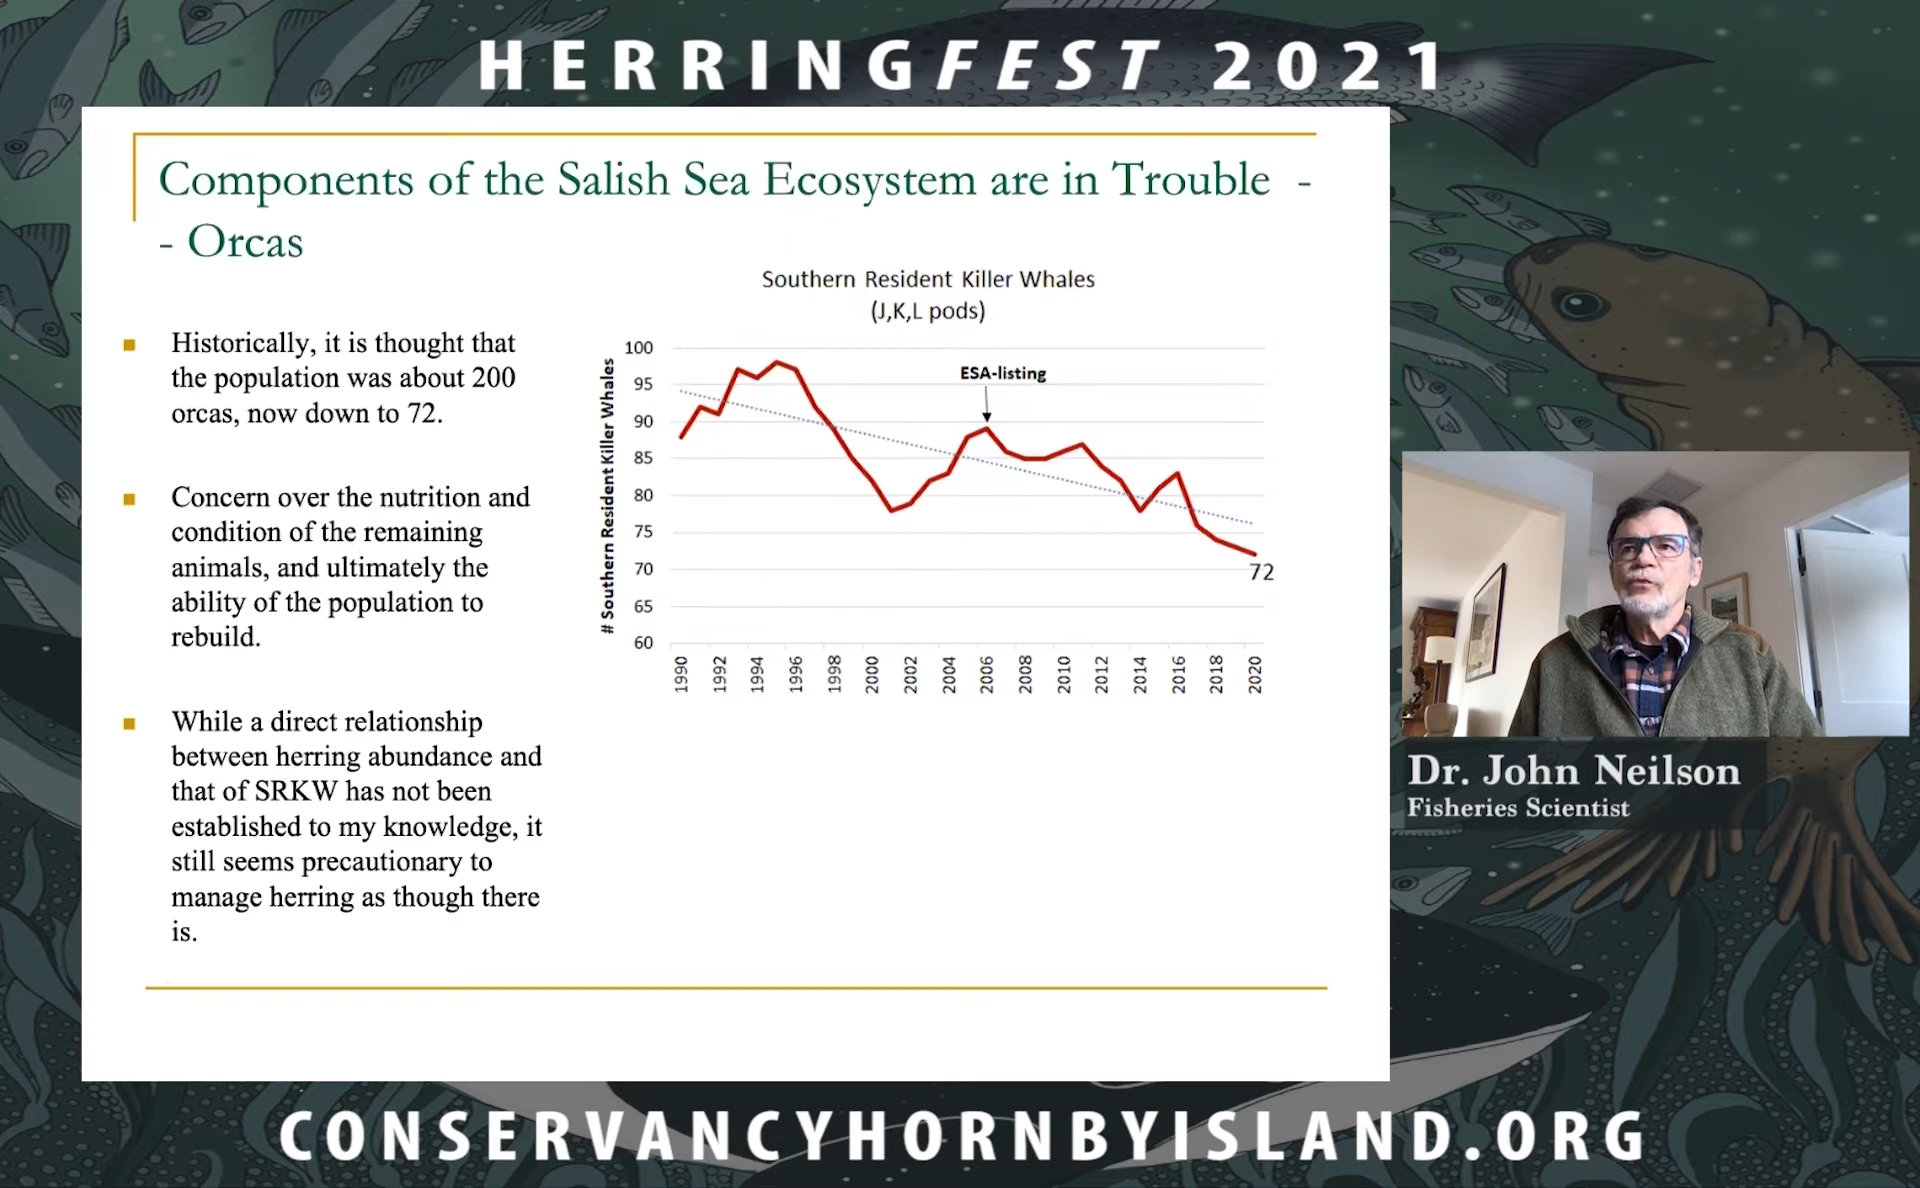 HERRINGFEST 2021
Components of the Salish Sea Ecosystem are in Trouble -
- Orcas
Historically, it is thought that
the population was about 200
orcas, now down to 72.
Concern over the nutrition and
condition of the remaining
animals, and ultimately the
ability of the population to
rebuild.
While a direct relationship
between herring abundance and
that of SRKW has not been
established to my knowledge, it
still seems precautionary to
manage herring as though there
is.
Southern Resident Killer Whales
(J,K,L pods)
# Southern Resident Killer Whales
100
95
90
85
80
75
70
65
60
ESA-listing
72
1990
1992
1994
1996
1998
2000
2002
2004
2006
2008
2010
2012
2014
2016
2018
2020
Dr. John Neilson
Fisheries Scientist
CONSERVANCYHORNBYISLAND.ORG